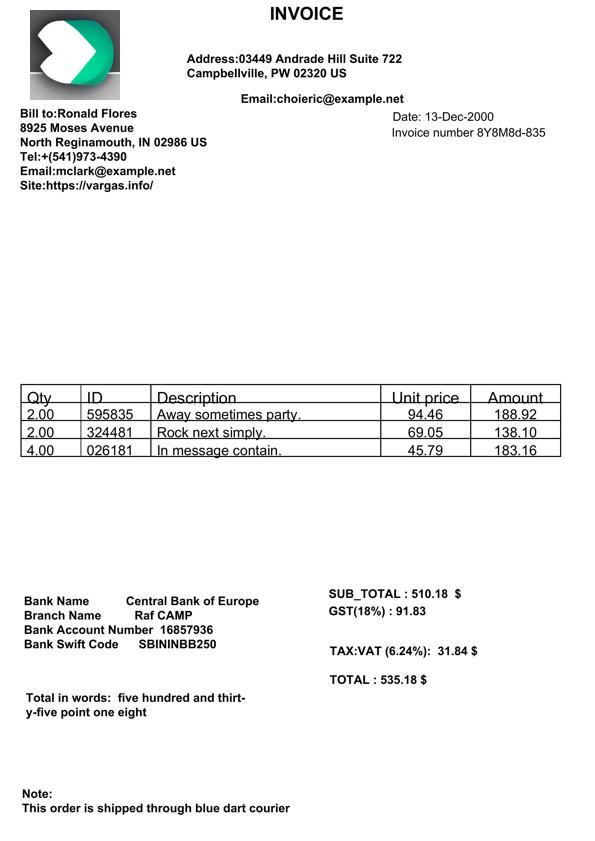 INVOICE
Address:03449 Andrade Hill Suite 722
Campbellville, PW 02320 US
Email:choieric@example.net
Bill to:Ronald Flores
8925 Moses Avenue
North Reginamouth, IN 02986 US
Tel:+(541)973-4390
Email:mclark@example.net
Site:https://vargas.info/
Date: 13-Dec-2000
Invoice number 8Y8M8d-835
Qty ID Description Unit price Amount
2.00 595835 Away sometimes party. 94.46 188.92
2.00 324481 Rock next simply. 69.05 138.10
4.00 026181 In message contain. 45.79 183.16
Bank Name Central Bank of Europe
Branch Name Raf CAMP
Bank Account Number 16857936
Bank Swift Code SBININBB250
SUB_TOTAL : 510.18 $
GST(18%) : 91.83
TAX:VAT (6.24%): 31.84 $
TOTAL : 535.18 $
Total in words: five hundred and thirt-
y-five point one eight
Note:
This order is shipped through blue dart courier